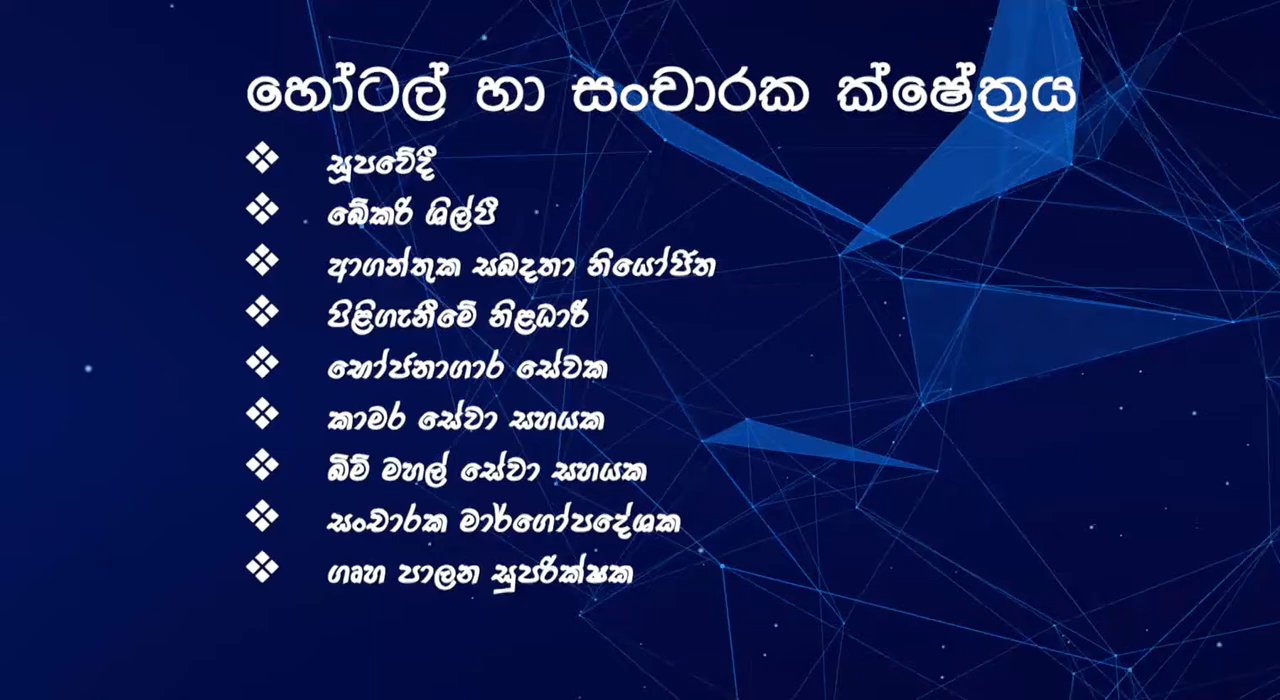 හෝටල් හා සංචාරක ක්ෂේත්‍රය
❖ සූපවේදී
❖ බේකරි ශිල්පී
❖ ආගන්තුක සබදතා නියෝජිත
❖ පිළිගැනීමේ නිළධාරී
❖ භෝජනාගාර සේවක
❖ කාමර සේවා සහයක
❖ බිම් මහල් සේවා සහයක
❖ සංචාරක මාර්ගෝපදේශක
❖ ගෘහ පාලන සුපරික්ෂක